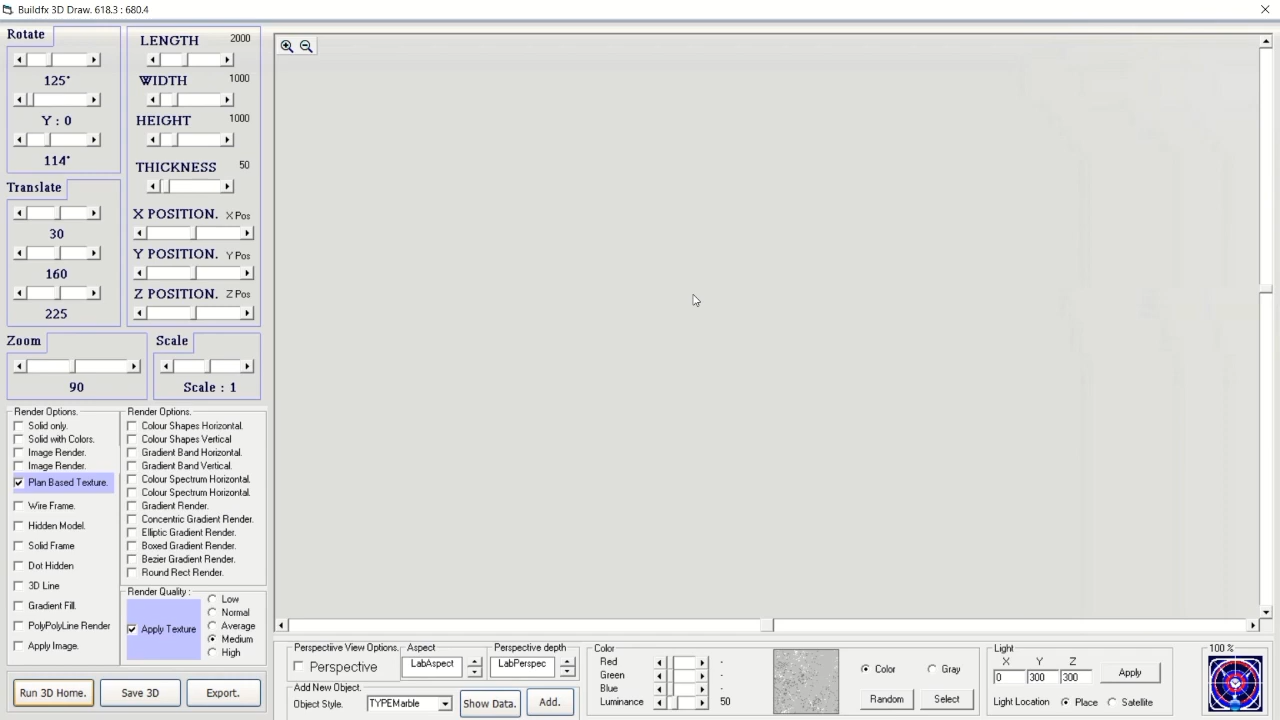 Buildfx 3D Draw. 618.3 : 680.4
Rotate
125°
Y : 0
114°
Translate
30
160
225
LENGTH 2000
WIDTH 1000
HEIGHT 1000
THICKNESS 50
X POSITION. X Pos
Y POSITION. Y Pos
Z POSITION. Z Pos
Zoom
90
Scale
Scale : 1
Render Options.
Solid only.
Solid with Colors.
Image Render.
Image Render.
Plan Based Texture.
Wire Frame.
Hidden Model.
Solid Frame
Dot Hidden
3D Line
Gradient Fill.
PolyPolyLine Render
Apply Image.
Render Options.
Colour Shapes Horizontal.
Colour Shapes Vertical
Gradient Band Horizontal.
Gradient Band Vertical.
Colour Spectrum Horizontal.
Colour Spectrum Horizontal.
Gradient Render.
Concentric Gradient Render.
Elliptic Gradient Render.
Boxed Gradient Render.
Bezier Gradient Render.
Round Rect Render.
Render Quality :
Apply Texture
Low
Normal
Average
Medium
High
Run 3D Home.
Save 3D
Export.
Perspective View Options.
Perspective
Aspect
LabAspect
Perspective depth
LabPerspec
Add New Object.
Object Style.
TYPEMarble
Show Data.
Add.
Color
Red -
Green -
Blue -
Luminance 50
Color
Gray
Random
Select
Light
X Y Z
0 300 300
Apply
Light Location
Place
Satellite
100 %